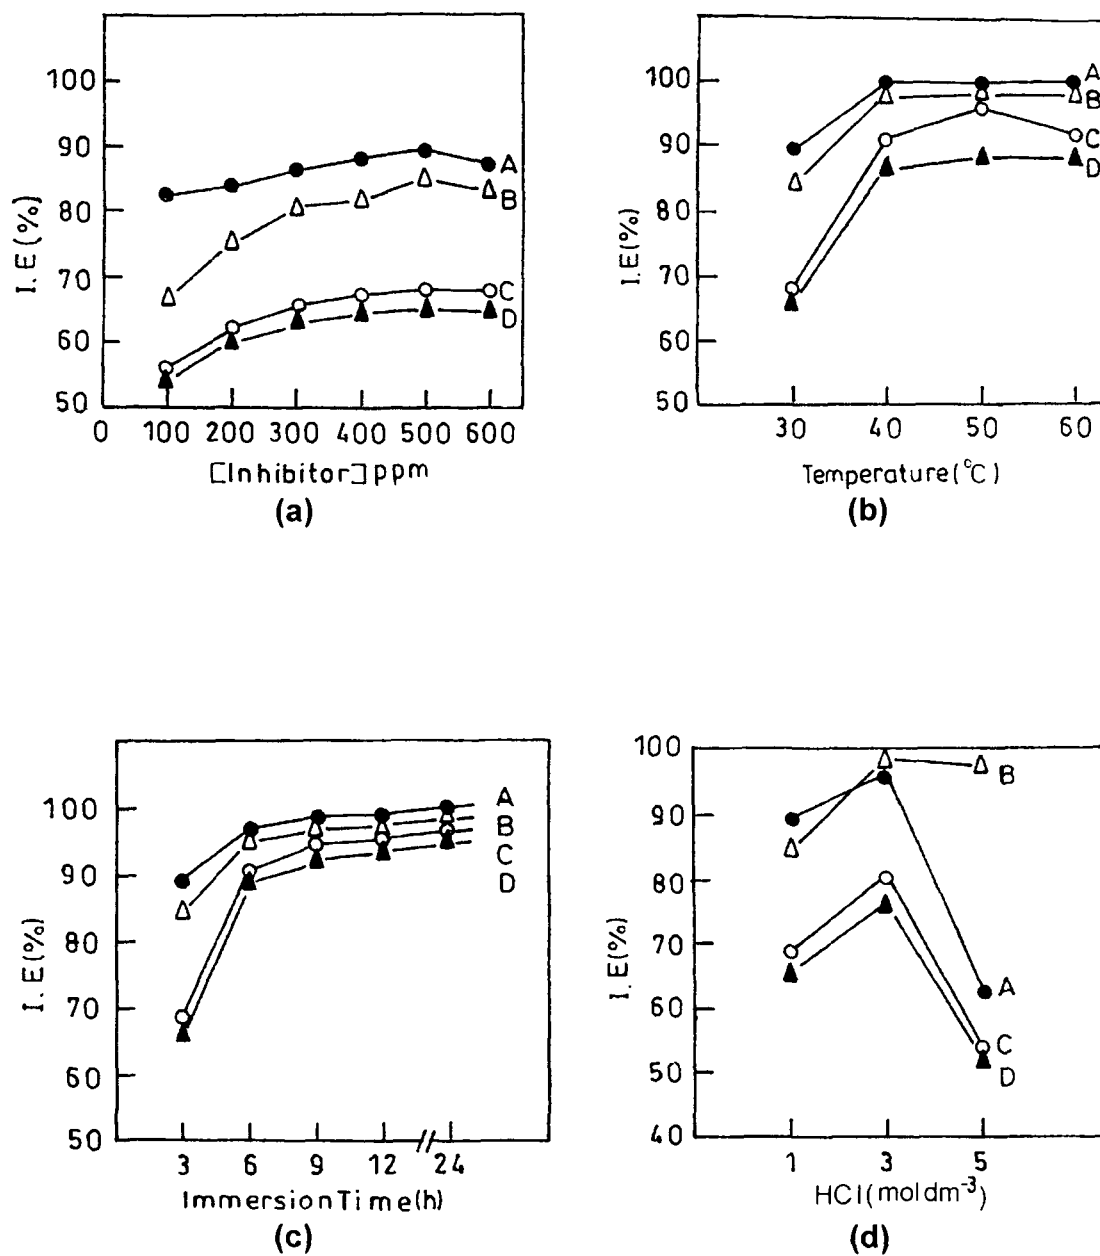 100
90
80
70
60
50
I.E(%)
A
B
C
D
0 100 200 300 400 500 600
[Inhibitor]ppm
(a)
100
90
80
70
60
50
I.E(%)
A
B
C
D
30 40 50 60
Temperature(°C)
(b)
100
90
80
70
60
50
I.E(%)
A
B
C
D
3 6 9 12 24
Immersion Time(h)
(c)
100
90
80
70
60
50
40
I.E(%)
B
A
C
D
1 3 5
HCl(mol dm⁻³)
(d)